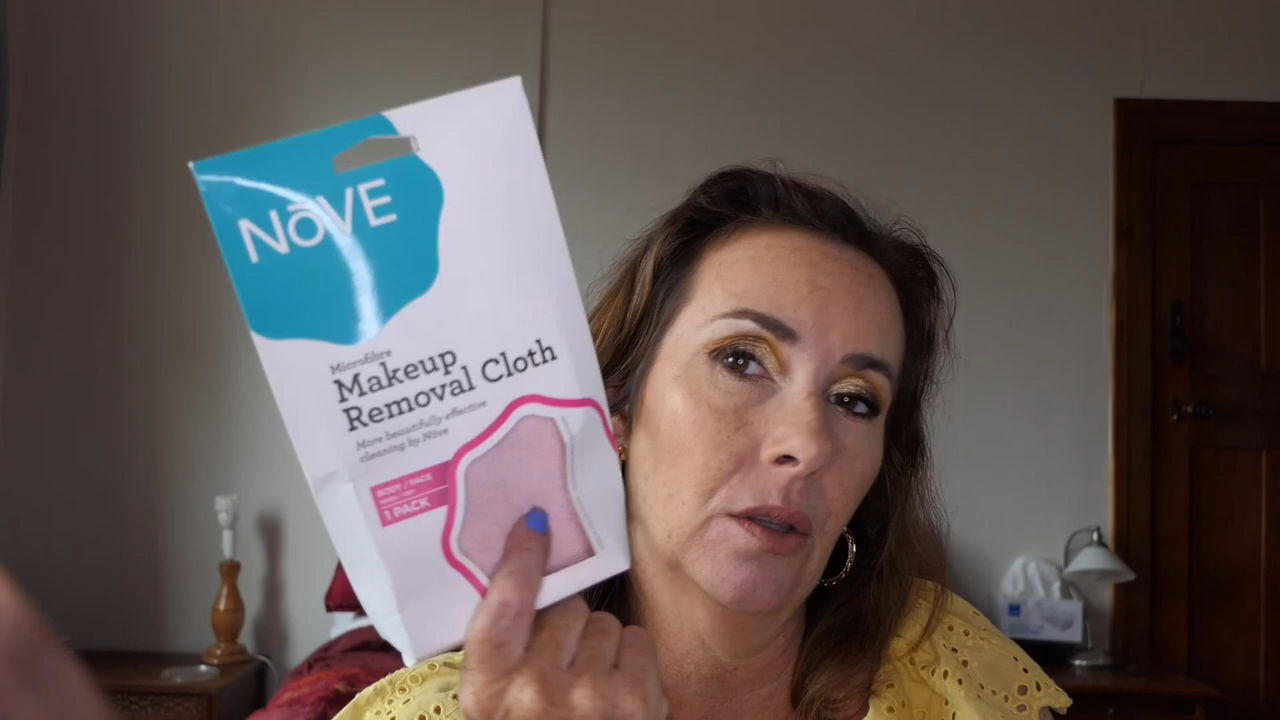 NōVE
Microfibre
Makeup
Removal Cloth
More beautifully effective
cleaning by Nōve
BODY / FACE
1 PACK